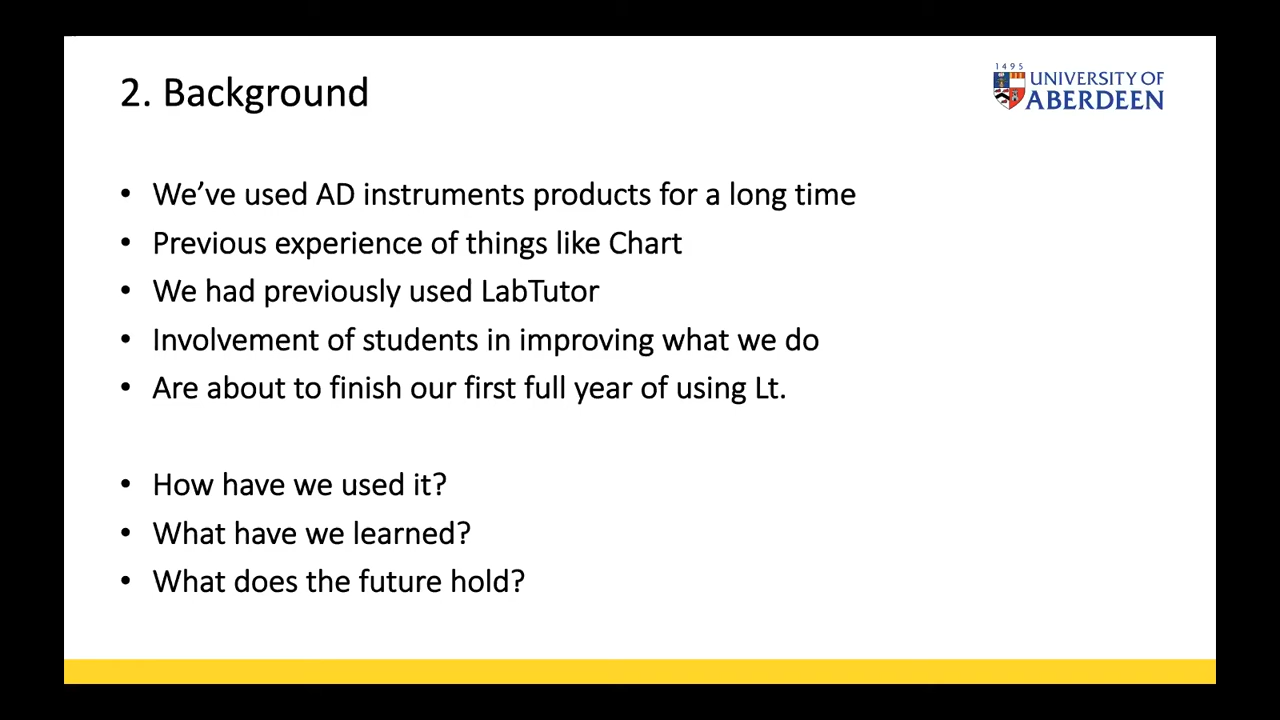 2. Background
1495
UNIVERSITY OF
ABERDEEN
• We’ve used AD instruments products for a long time
• Previous experience of things like Chart
• We had previously used LabTutor
• Involvement of students in improving what we do
• Are about to finish our first full year of using Lt.
• How have we used it?
• What have we learned?
• What does the future hold?